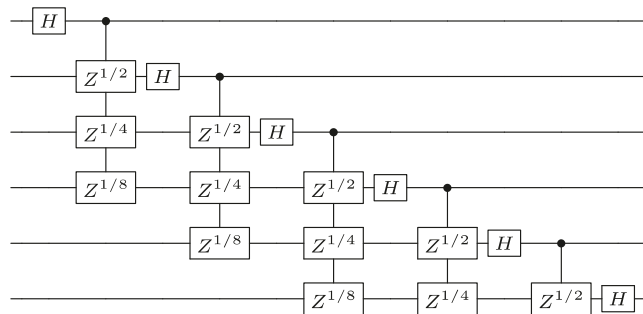 H
Z^{1/2} H
Z^{1/4} Z^{1/2} H
Z^{1/8} Z^{1/4} Z^{1/2} H
Z^{1/8} Z^{1/4} Z^{1/2} H
Z^{1/8} Z^{1/4} Z^{1/2} H